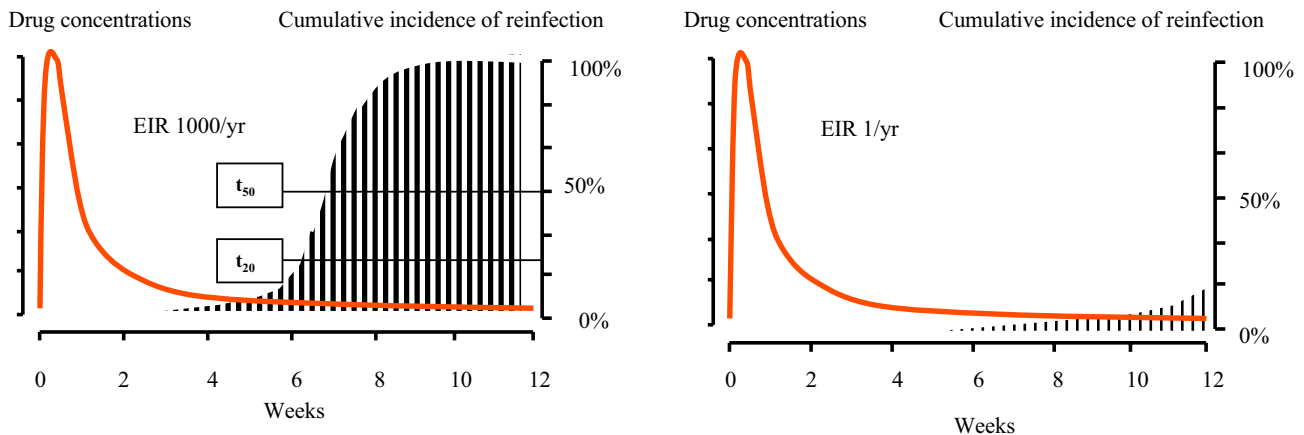 Drug concentrations
Cumulative incidence of reinfection
EIR 1000/yr
t50
t20
100%
50%
0%
0 2 4 6 8 10 12
Weeks
Drug concentrations
Cumulative incidence of reinfection
EIR 1/yr
100%
50%
0%
0 2 4 6 8 10 12
Weeks